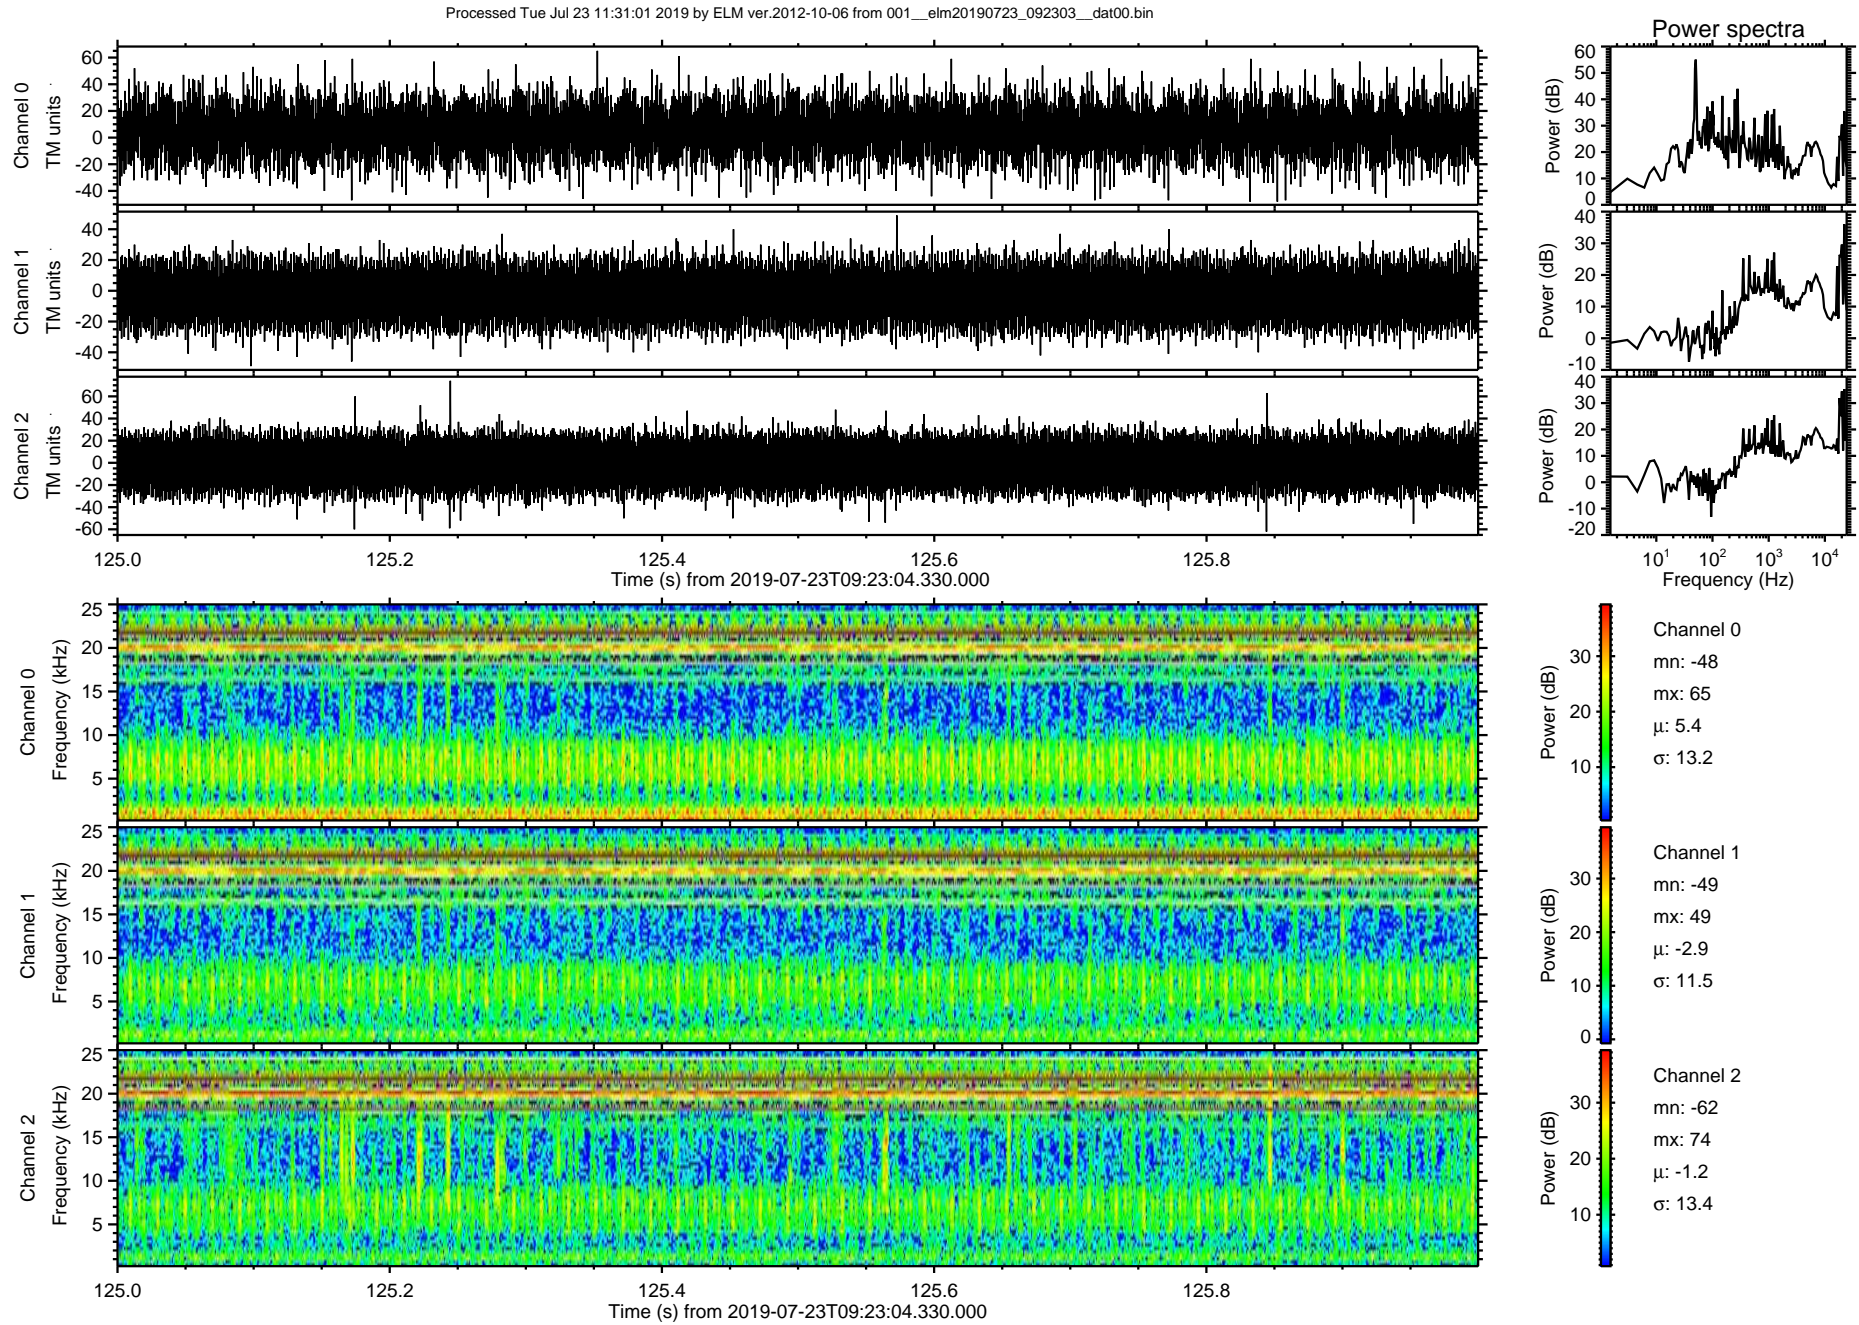 Processed Tue Jul 23 11:31:01 2019 by ELM ver.2012-10-06 from 001__elm20190723_092303__dat00.bin
Power spectra
Channel 0
TM units
60
40
20
0
-20
-40
Power (dB)
60
50
40
30
20
10
0
Channel 1
TM units
40
20
0
-20
-40
Power (dB)
40
30
20
10
0
-10
Channel 2
TM units
60
40
20
0
-20
-40
-60
Power (dB)
40
30
20
10
0
-10
-20
125.0 125.2 125.4 125.6 125.8
Time (s) from 2019-07-23T09:23:04.330.000
10¹ 10² 10³ 10⁴
Frequency (Hz)
Channel 0
Frequency (kHz)
25
20
15
10
5
Power (dB)
30
20
10
Channel 0
mn: -48
mx: 65
µ: 5.4
σ: 13.2
Channel 1
Frequency (kHz)
25
20
15
10
5
Power (dB)
30
20
10
0
Channel 1
mn: -49
mx: 49
µ: -2.9
σ: 11.5
Channel 2
Frequency (kHz)
25
20
15
10
5
Power (dB)
30
20
10
Channel 2
mn: -62
mx: 74
µ: -1.2
σ: 13.4
125.0 125.2 125.4 125.6 125.8
Time (s) from 2019-07-23T09:23:04.330.000